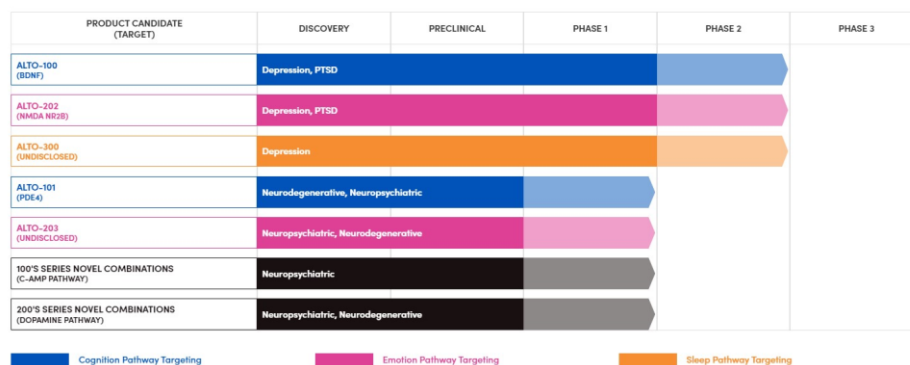 PRODUCT CANDIDATE
(TARGET)
DISCOVERY
PRECLINICAL
PHASE 1
PHASE 2
PHASE 3
ALTO-100
(BDNF)
Depression, PTSD
ALTO-202
(NMDA NR2B)
Depression, PTSD
ALTO-300
(UNDISCLOSED)
Depression
ALTO-101
(PDE4)
Neurodegenerative, Neuropsychiatric
ALTO-203
(UNDISCLOSED)
Neuropsychiatric, Neurodegenerative
100'S SERIES NOVEL COMBINATIONS
(C-AMP PATHWAY)
Neuropsychiatric
200'S SERIES NOVEL COMBINATIONS
(DOPAMINE PATHWAY)
Neuropsychiatric, Neurodegenerative
Cognition Pathway Targeting
Emotion Pathway Targeting
Sleep Pathway Targeting